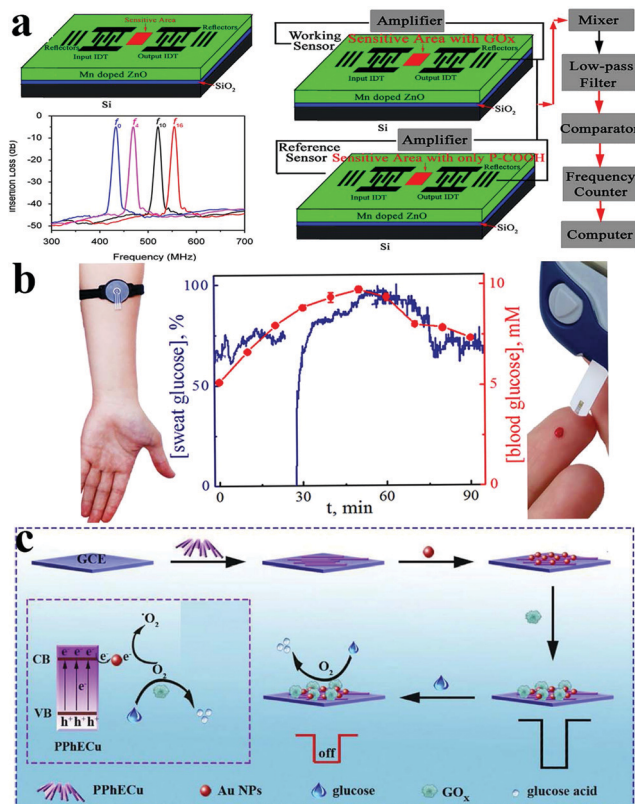 a
Sensitive Area
Reflectors
Reflectors
Input IDT
Output IDT
Mn doped ZnO
SiO2
Si
Insertion Loss (db)
0
-10
-20
-30
-40
-50
f0
f4
f10
f16
300
400
500
600
700
Frequency (MHz)
Amplifier
Working
Sensor
Sensitive Area with GOx
Reflectors
Input IDT
Output IDT
Mn doped ZnO
SiO2
Si
Amplifier
Reference
Sensor
Sensitive Area with only P-COOH
Reflectors
Input IDT
Output IDT
Mn doped ZnO
SiO2
Si
Mixer
Low-pass
Filter
Comparator
Frequency
Counter
Computer
b
[sweat glucose], %
100
50
0
0
30
60
90
t, min
10
5
0
[blood glucose], mM
c
GCE
O2
off
·O2
O2
CB
e- e- e-
e-
e-
e-
VB
h+ h+ h+
PPhECu
PPhECu
Au NPs
glucose
GOx
glucose acid